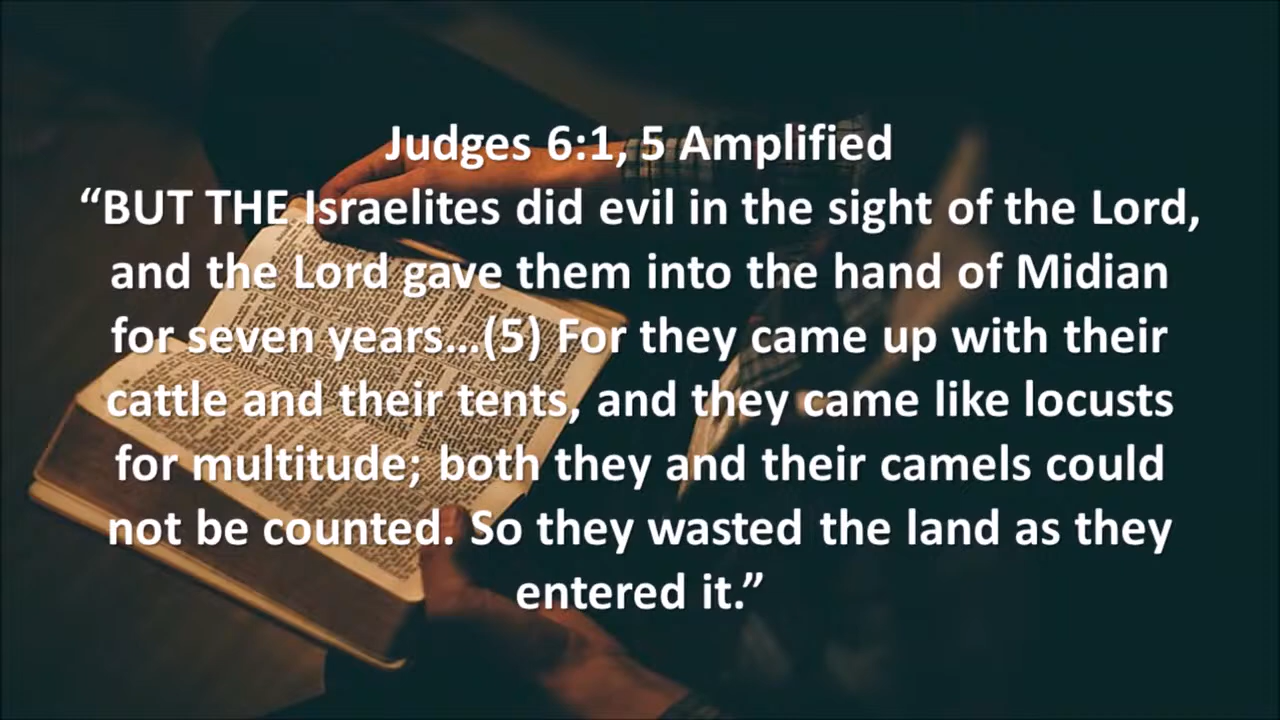 Judges 6:1, 5 Amplified
“BUT THE Israelites did evil in the sight of the Lord,
and the Lord gave them into the hand of Midian
for seven years…(5) For they came up with their
cattle and their tents, and they came like locusts
for multitude; both they and their camels could
not be counted. So they wasted the land as they
entered it.”